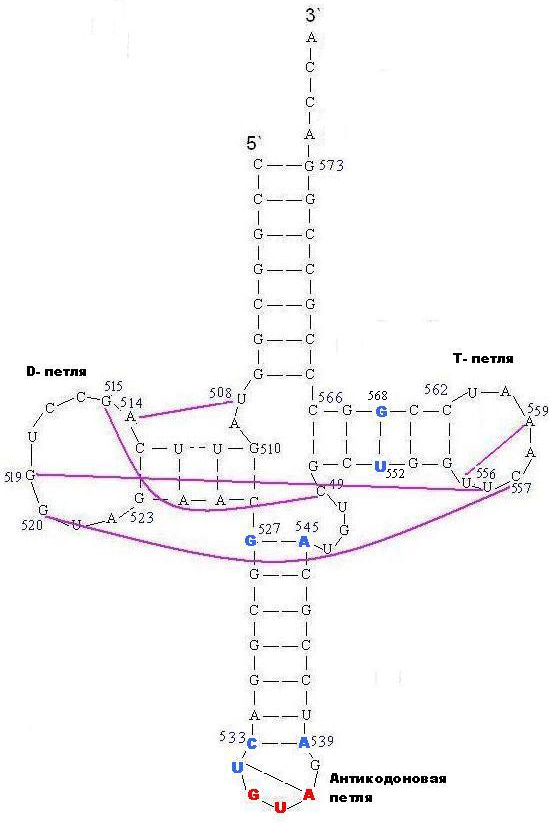 3`
A
C
C
5` A
C G 573
C G
G C
G C
C G
G C
D- петля T- петля
G C
515 508 U 566 568 562 U A
C C G 514 A C G G C C A 559
U A
C U U G 510 A
519 G G C U G G U 556 U C
552 557
G A A C C 49
G 523 U
520 U A 527 545 G
G A U
G C
C G
G C
G C
A U
533 C A 539
U G
G U A
Антикодоновая
петля